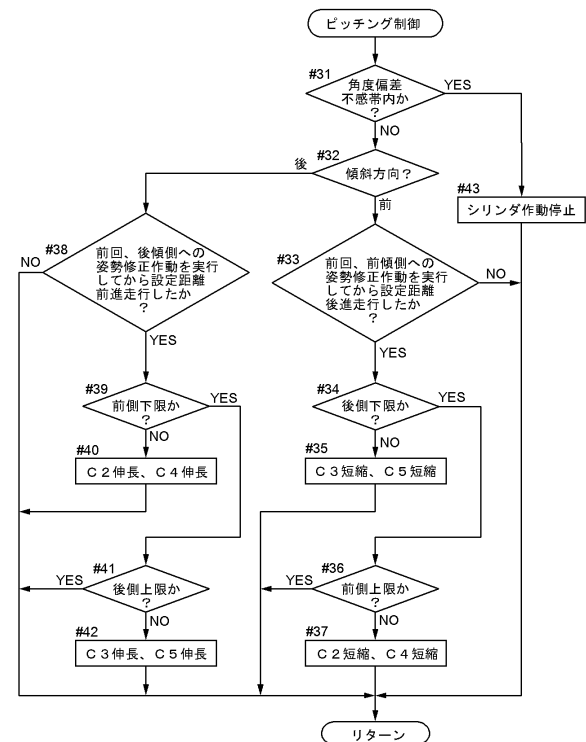 ピッチング制御
#31
角度偏差
不感帯内か
?
YES
NO
#32
傾斜方向?
後
前
#43
シリンダ作動停止
#38
前回、後傾側への
姿勢修正作動を実行
してから設定距離
前進走行したか
?
NO
YES
#33
前回、前傾側への
姿勢修正作動を実行
してから設定距離
後進走行したか
?
NO
YES
#39
前側下限か
?
YES
NO
#34
後側下限か
?
YES
NO
#40
C2伸長、C4伸長
#35
C3短縮、C5短縮
#41
後側上限か
?
YES
NO
#36
前側上限か
?
YES
NO
#42
C3伸長、C5伸長
#37
C2短縮、C4短縮
リターン